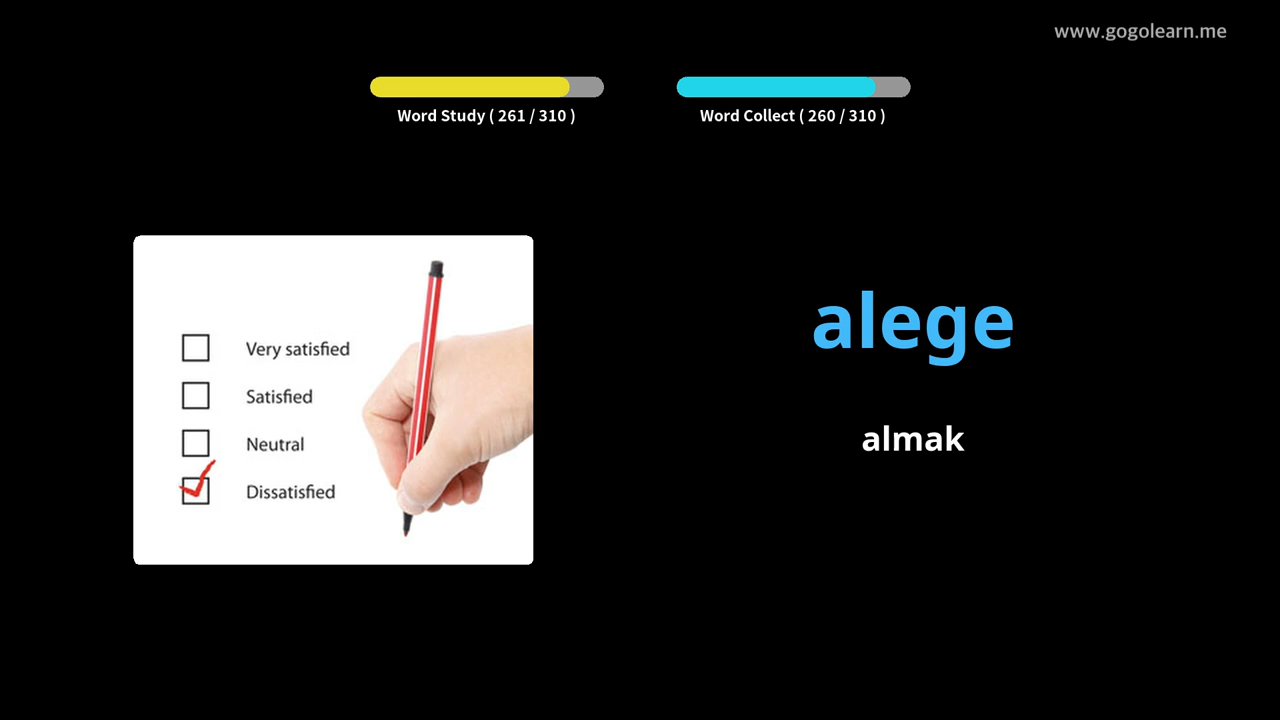 www.gogolearn.me
Word Study ( 261 / 310 )
Word Collect ( 260 / 310 )
Very satisfied
Satisfied
Neutral
Dissatisfied
alege
almak